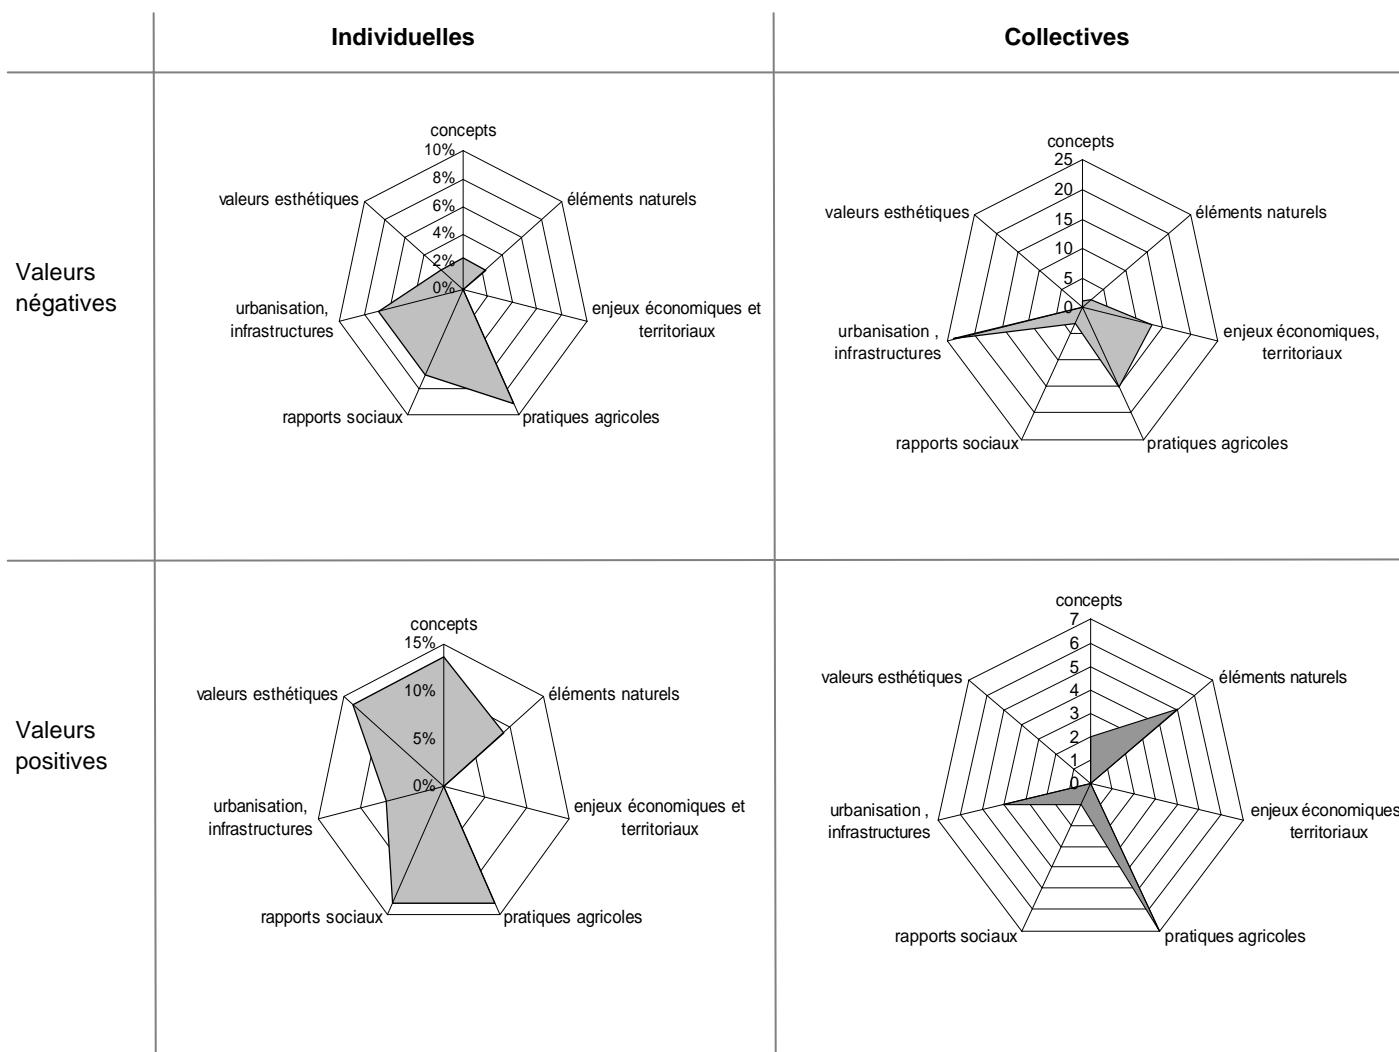 Individuelles
Collectives
Valeurs
négatives
concepts
10%
8%
6%
4%
2%
0%
valeurs esthétiques
éléments naturels
urbanisation,
infrastructures
enjeux économiques et
territoriaux
rapports sociaux
pratiques agricoles
concepts
25
20
15
10
5
0
valeurs esthétiques
éléments naturels
urbanisation ,
infrastructures
enjeux économiques,
territoriaux
rapports sociaux
pratiques agricoles
Valeurs
positives
concepts
15%
10%
5%
0%
valeurs esthétiques
éléments naturels
urbanisation,
infrastructures
enjeux économiques et
territoriaux
rapports sociaux
pratiques agricoles
concepts
7
6
5
4
3
2
1
0
valeurs esthétiques
éléments naturels
urbanisation ,
infrastructures
enjeux économiques
territoriaux
rapports sociaux
pratiques agricoles